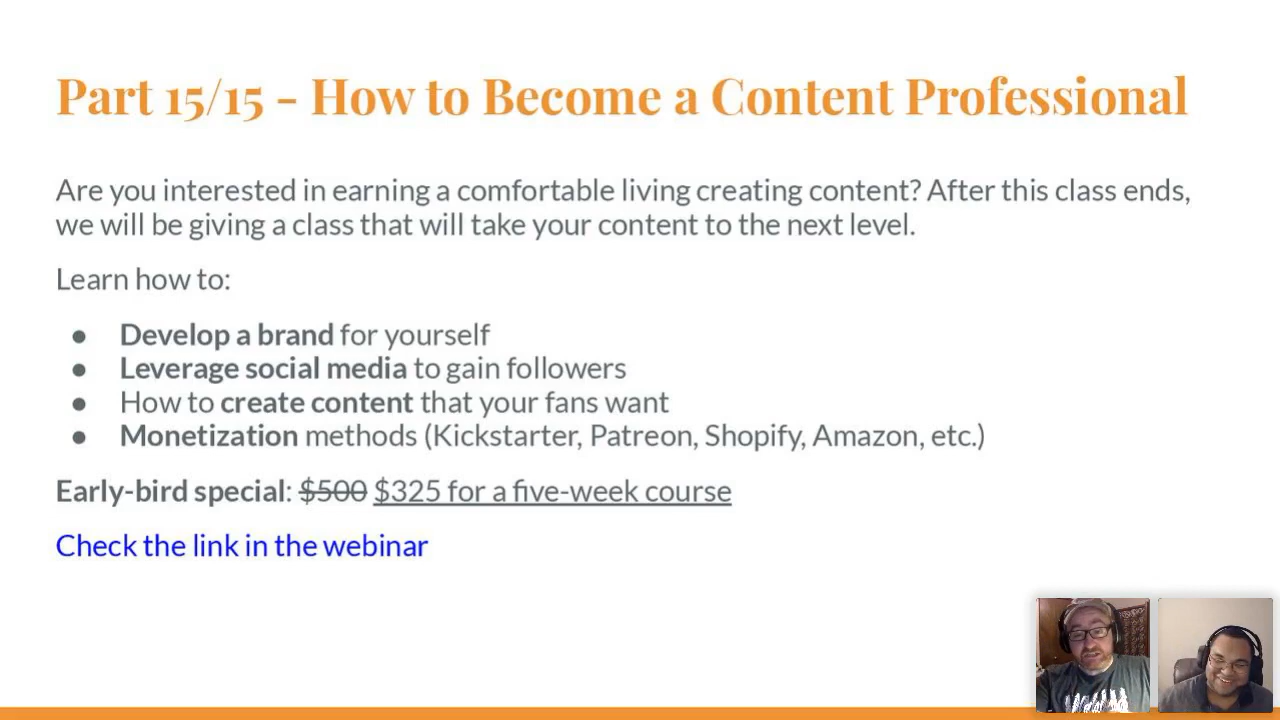 Part 15/15 - How to Become a Content Professional
Are you interested in earning a comfortable living creating content? After this class ends,
we will be giving a class that will take your content to the next level.
Learn how to:
● Develop a brand for yourself
● Leverage social media to gain followers
● How to create content that your fans want
● Monetization methods (Kickstarter, Patreon, Shopify, Amazon, etc.)
Early-bird special: $500 $325 for a five-week course
Check the link in the webinar